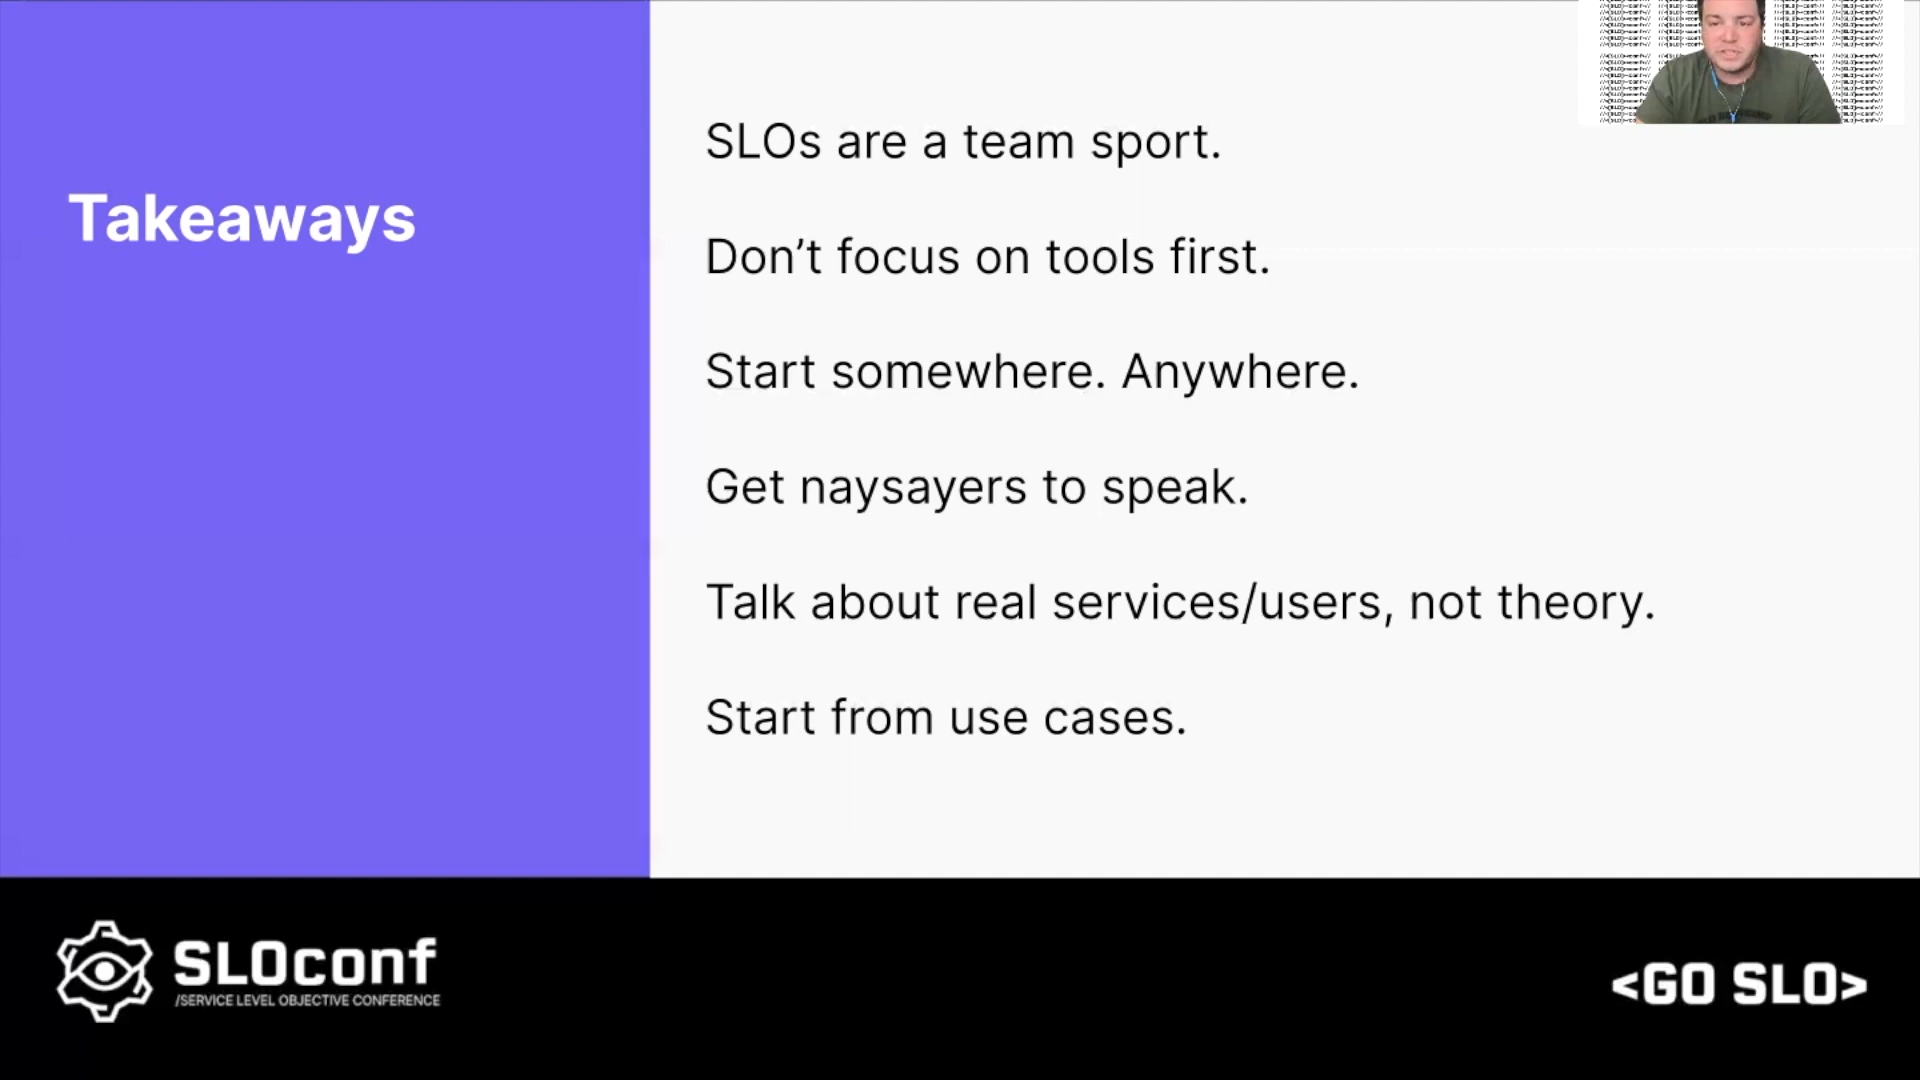 Takeaways
SLOs are a team sport.
Don’t focus on tools first.
Start somewhere. Anywhere.
Get naysayers to speak.
Talk about real services/users, not theory.
Start from use cases.
SLOconf
/SERVICE LEVEL OBJECTIVE CONFERENCE
<GO SLO>